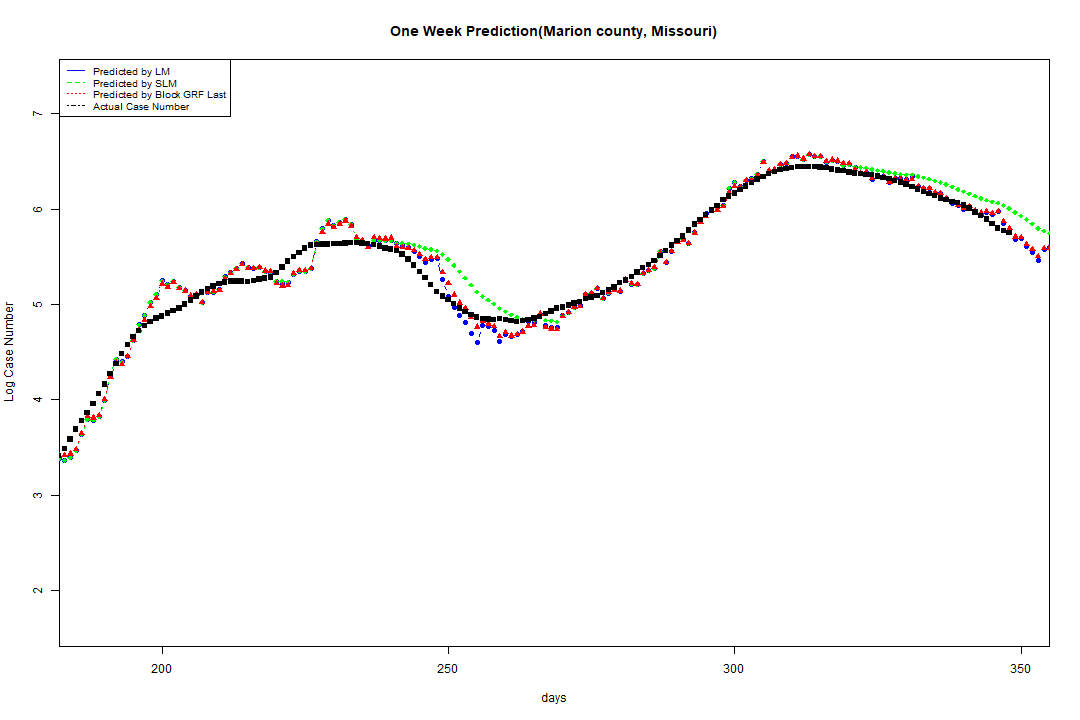 One Week Prediction(Marion county, Missouri)
Predicted by LM
Predicted by SLM
Predicted by Block GRF Last
Actual Case Number
7
6
5
4
3
2
Log Case Number
200
250
300
350
days